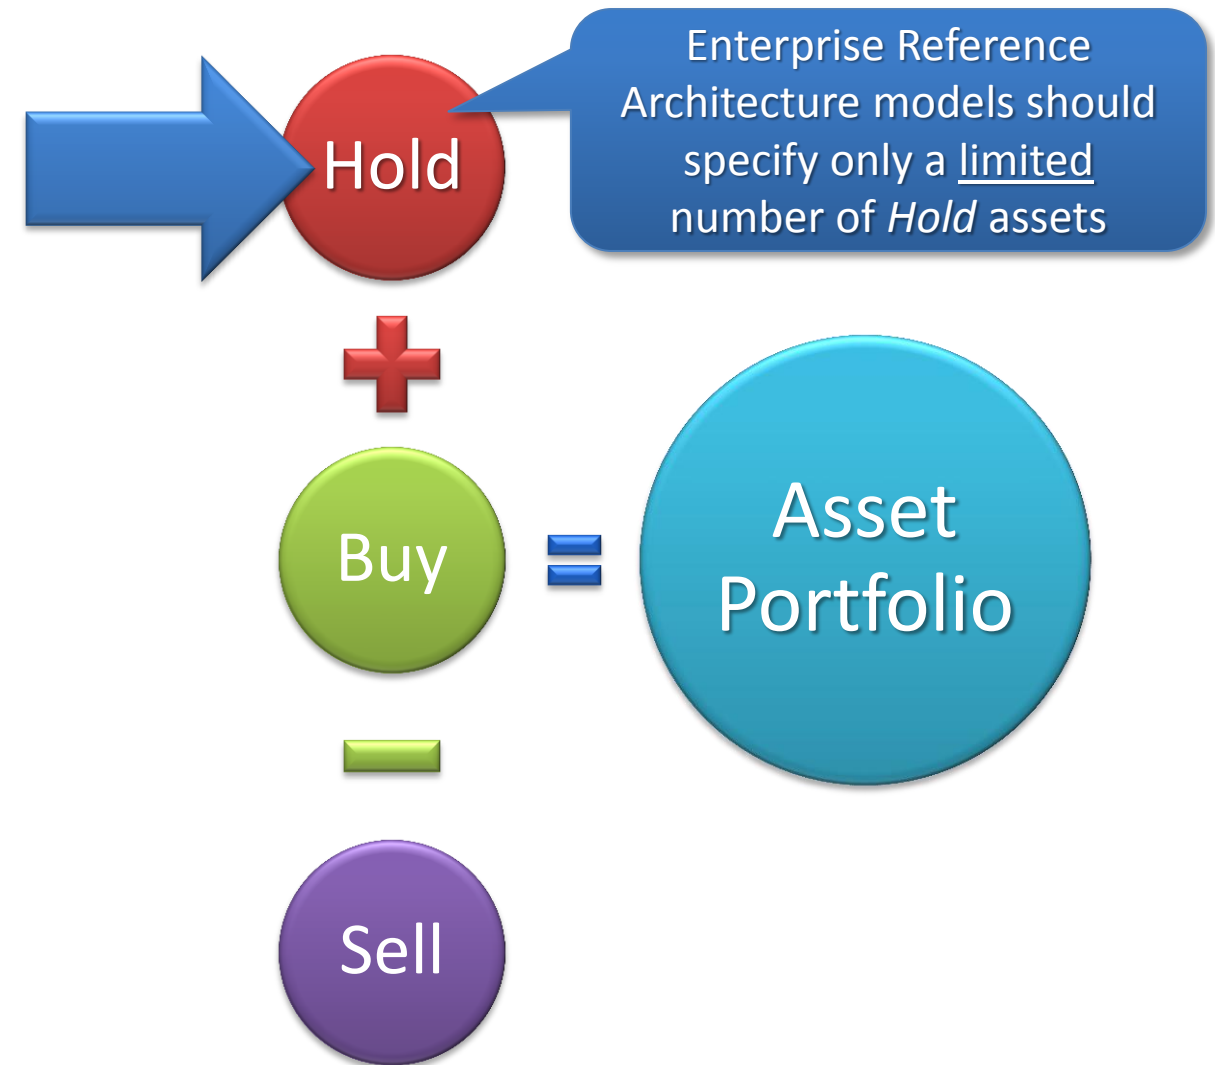 Enterprise Reference
Architecture models should
specify only a limited
number of Hold assets
Hold
Buy
Asset
Portfolio
Sell